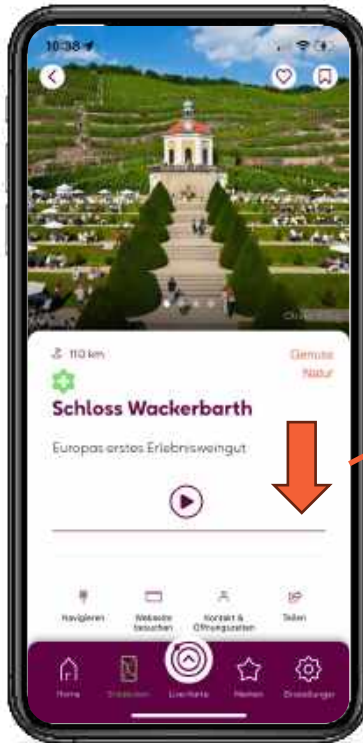 10:38
110 km
Genuss
Natur
Schloss Wackerbarth
Europas erstes Erlebnisweingut
Navigieren
Webseite besuchen
Kontakt & Öffnungszeiten
Teilen
Home
Entdecken
Live-Karte
Merken
Einstellungen